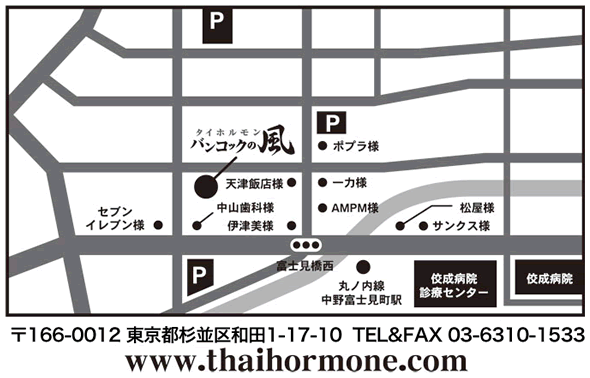 P
タイホルモン
バンコックの風
P
ポプラ様
天津飯店様
一力様
セブン
イレブン様
中山歯科様
AMPM様
松屋様
伊津美様
サンクス様
富士見橋西
P
丸ノ内線
中野富士見町駅
佼成病院
診療センター
佼成病院
〒166-0012 東京都杉並区和田1-17-10 TEL&FAX 03-6310-1533
www.thaihormone.com